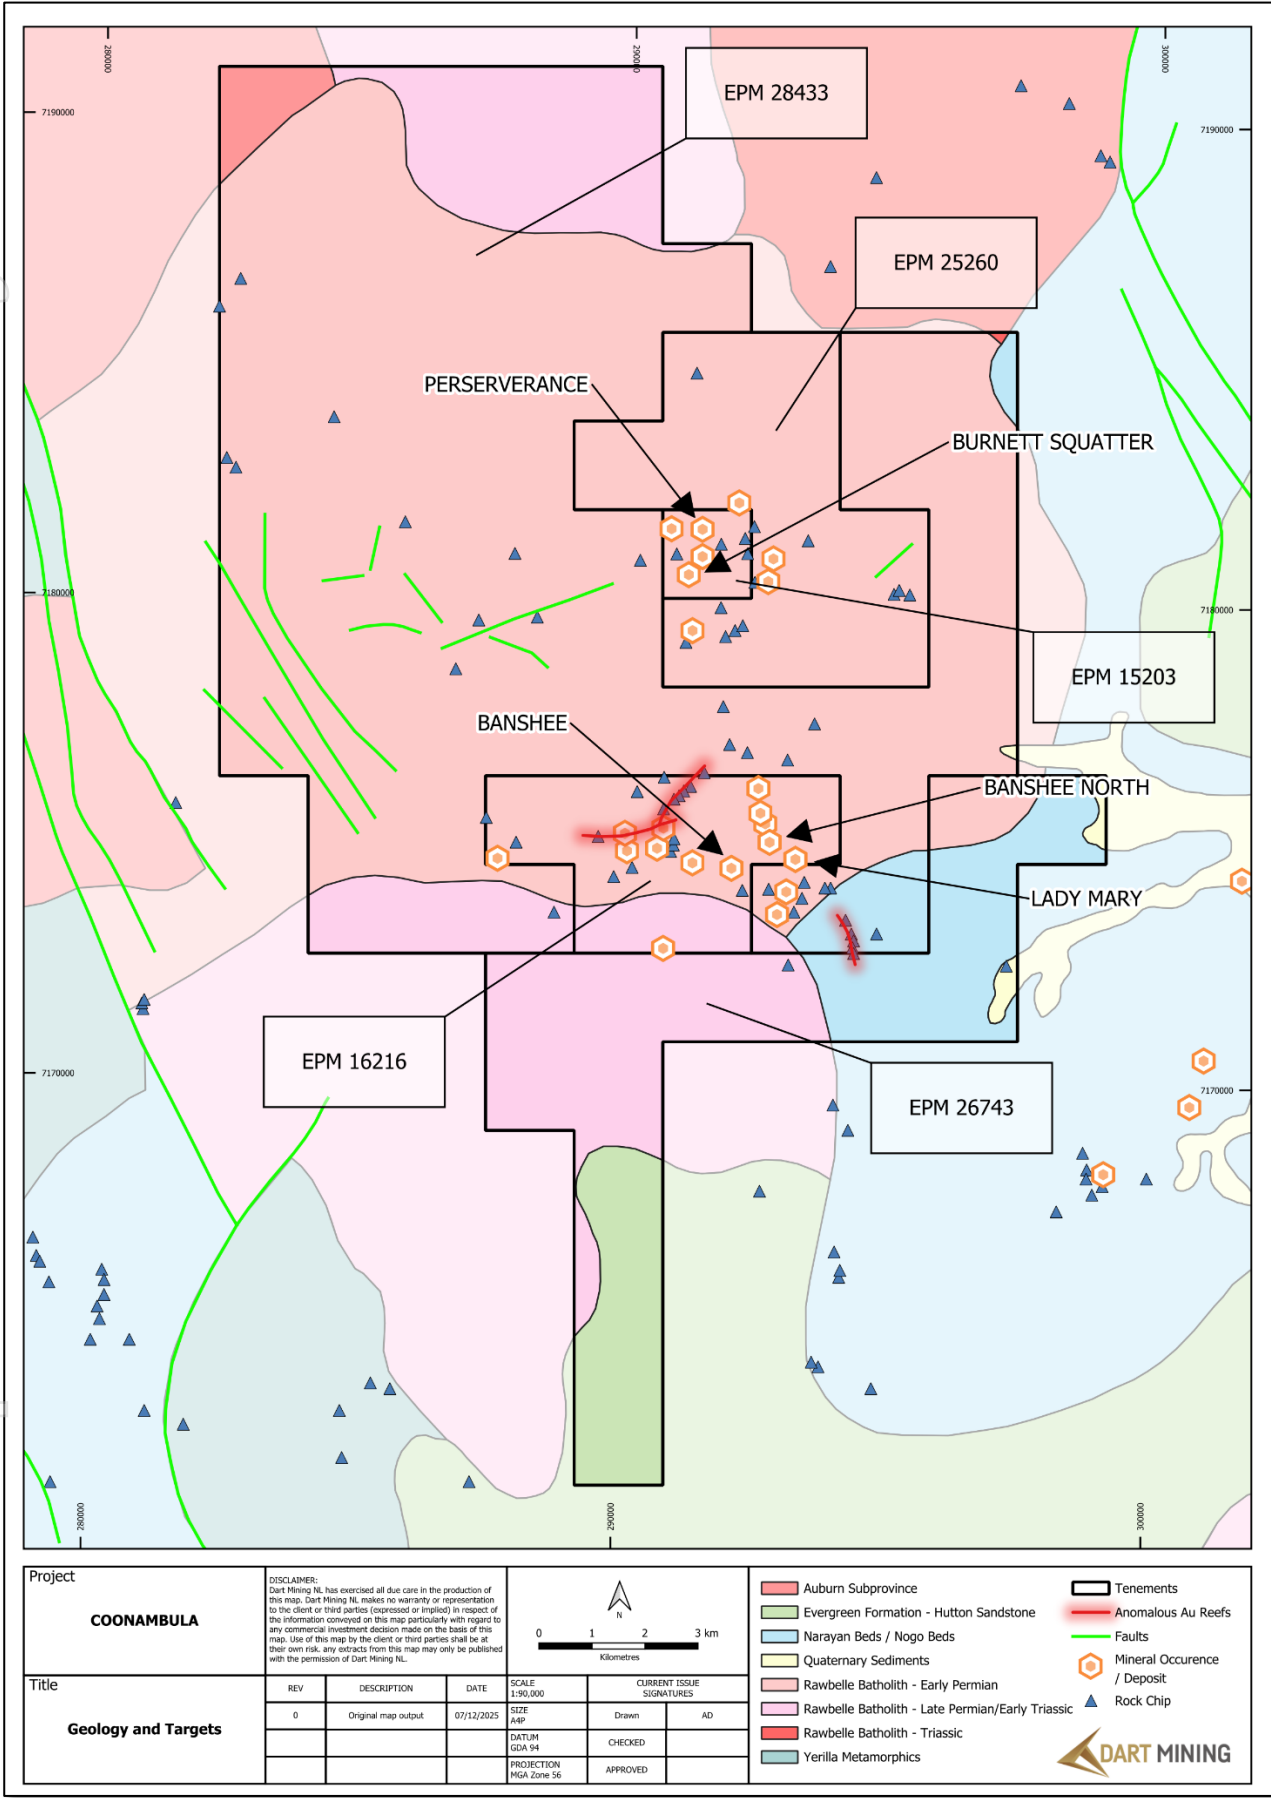 280000
290000
300000
7190000
7190000
EPM 28433
EPM 25260
PERSERVERANCE
BURNETT SQUATTER
7180000
7180000
EPM 15203
BANSHEE
BANSHEE NORTH
LADY MARY
EPM 16216
7170000
7170000
EPM 26743
280000
290000
300000
Project
COONAMBULA
DISCLAIMER:
Dart Mining NL has exercised all due care in the production of
this map. Dart Mining NL makes no warranty or representation
to the client or third parties (expressed or implied) in respect of
the information conveyed on this map particularly with regard to
any commercial investment decision made on the basis of this
map. Use of this map by the client or third parties shall be at
their own risk. any extracts from this map may only be published
with the permission of Dart Mining NL.
N
0 1 2 3 km
Kilometres
Title
Geology and Targets
REV DESCRIPTION DATE
0 Original map output 07/12/2025
SCALE
1:90,000
SIZE
A4P
DATUM
GDA 94
PROJECTION
MGA Zone 56
CURRENT ISSUE
SIGNATURES
Drawn AD
CHECKED
APPROVED
Auburn Subprovince
Evergreen Formation - Hutton Sandstone
Narayan Beds / Nogo Beds
Quaternary Sediments
Rawbelle Batholith - Early Permian
Rawbelle Batholith - Late Permian/Early Triassic
Rawbelle Batholith - Triassic
Yerilla Metamorphics
Tenements
Anomalous Au Reefs
Faults
Mineral Occurence
/ Deposit
Rock Chip
DART MINING